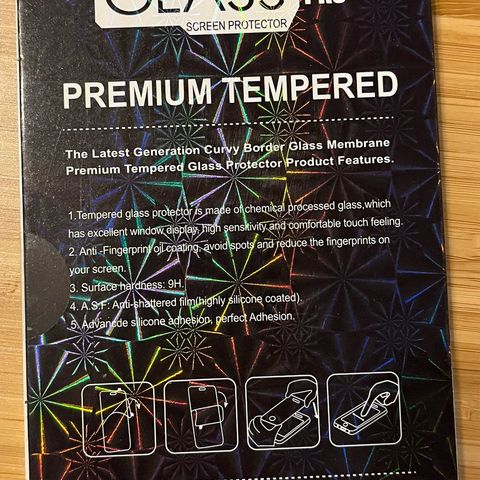 GLASS
SCREEN PROTECTOR
PREMIUM TEMPERED
The Latest Generation Curvy Border Glass Membrane
Premium Tempered Glass Protector Product Features.
1.Tempered glass protector is made of chemical processed glass,which
has excellent window display, high sensitivity and comfortable touch feeling.
2. Anti -Fingerprint oil coating, avoid spots and reduce the fingerprints on
your screen.
3. Surface hardness: 9H.
4. A.S.F: Anti-shattered film(highly silicone coated).
5. Advancde silicone adhesion, perfect Adhesion.